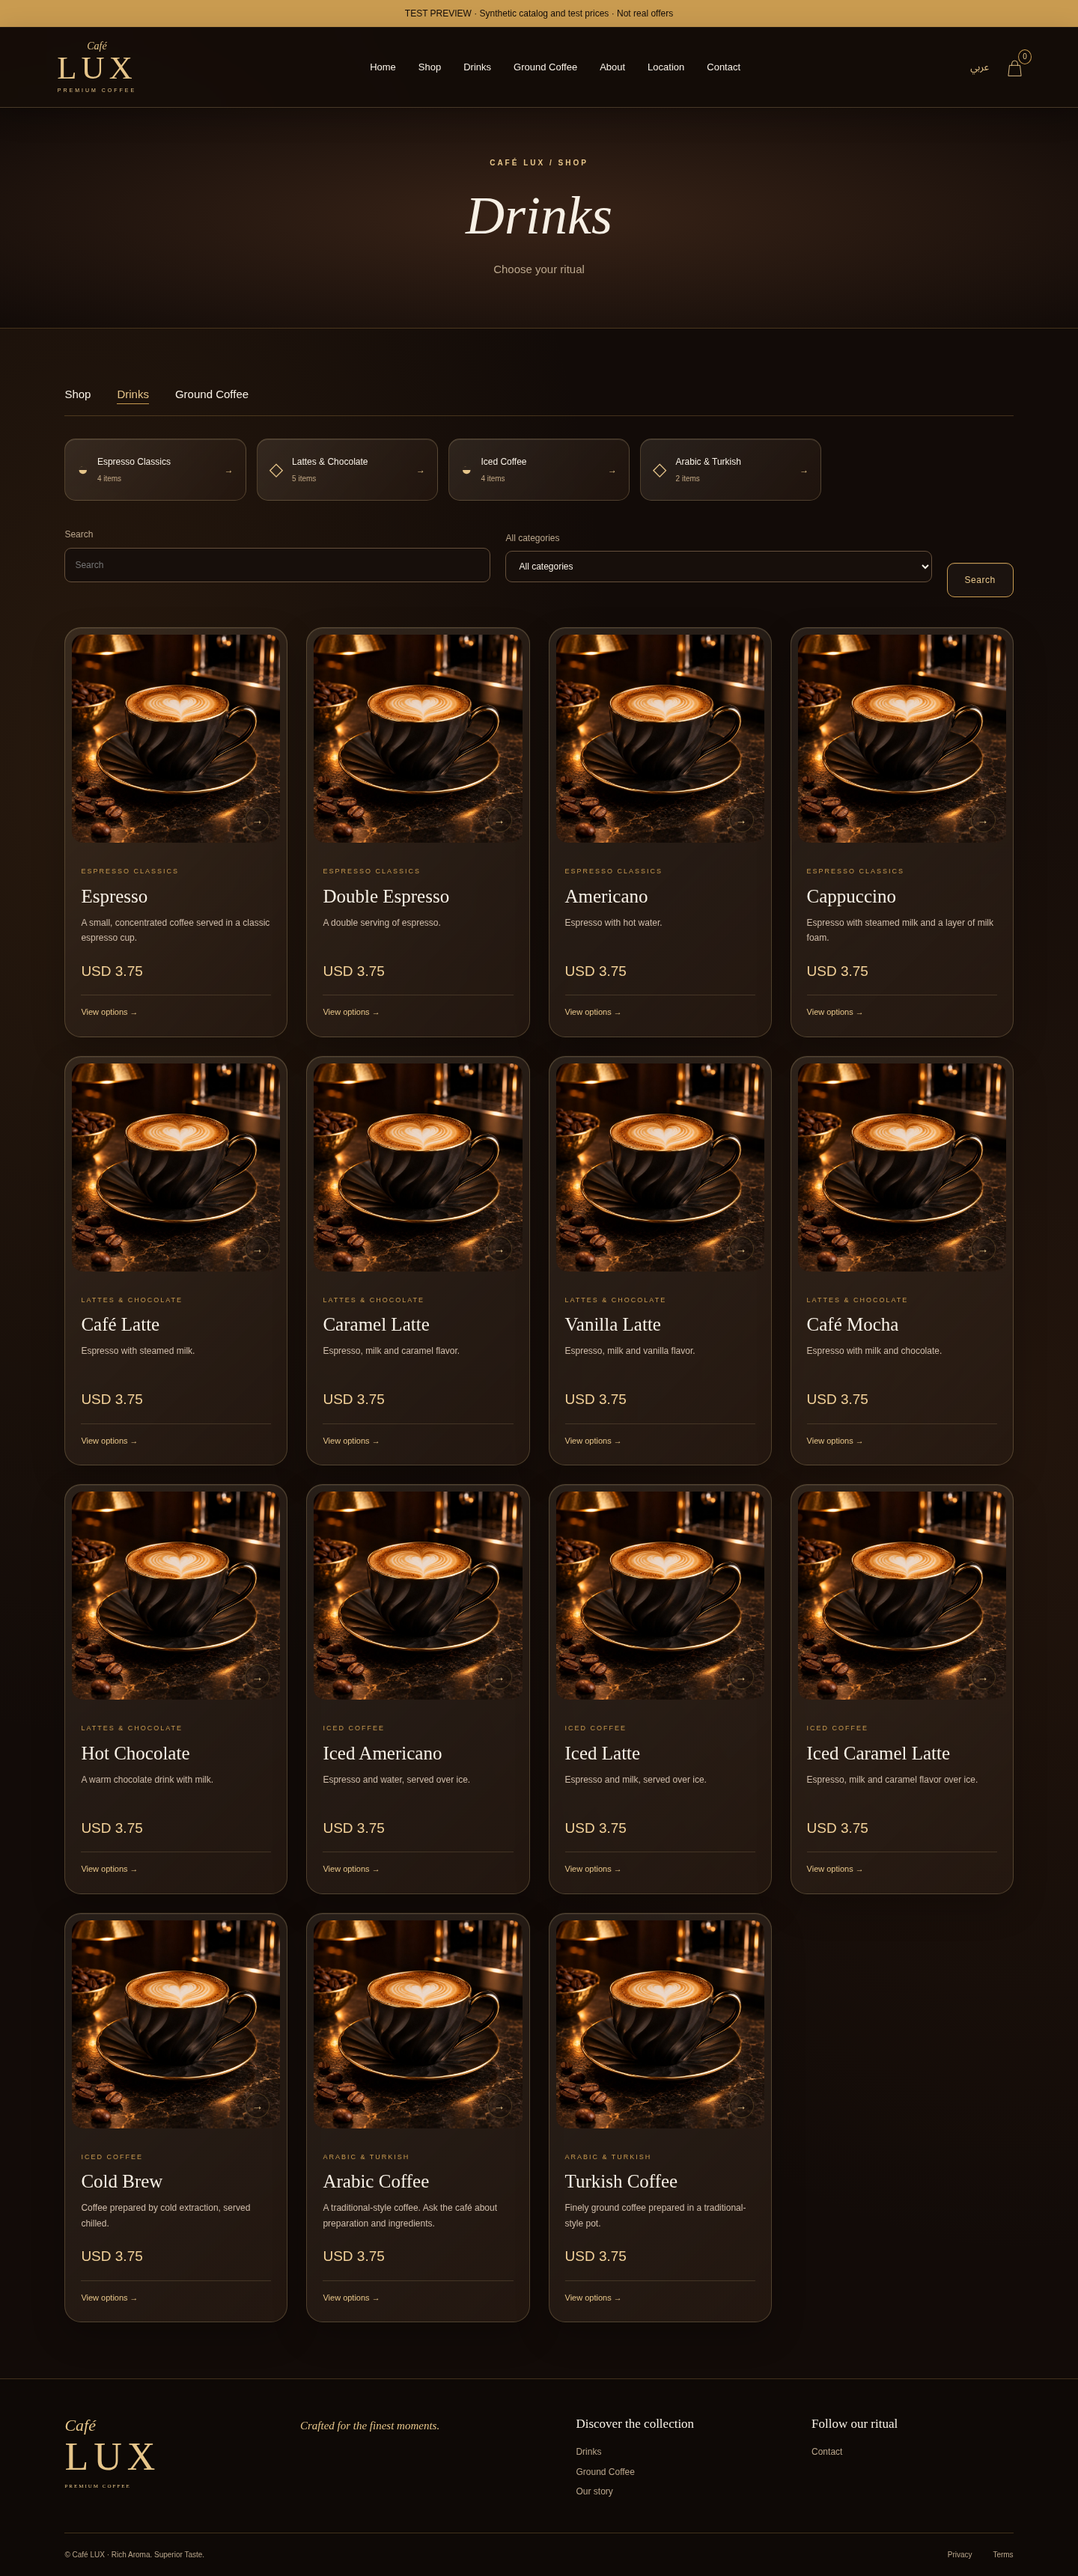 TEST PREVIEW · Synthetic catalog and test prices · Not real offers
Café
LUX
PREMIUM COFFEE
Home Shop Drinks Ground Coffee About Location Contact
عربي
0
CAFÉ LUX / SHOP
Drinks
Choose your ritual
Shop Drinks Ground Coffee
Espresso Classics →
4 items
Lattes & Chocolate →
5 items
Iced Coffee →
4 items
Arabic & Turkish →
2 items
Search
Search
All categories
All categories
Search
→
ESPRESSO CLASSICS
Espresso
A small, concentrated coffee served in a classic
espresso cup.
USD 3.75
View options →
→
ESPRESSO CLASSICS
Double Espresso
A double serving of espresso.
USD 3.75
View options →
→
ESPRESSO CLASSICS
Americano
Espresso with hot water.
USD 3.75
View options →
→
ESPRESSO CLASSICS
Cappuccino
Espresso with steamed milk and a layer of milk
foam.
USD 3.75
View options →
→
LATTES & CHOCOLATE
Café Latte
Espresso with steamed milk.
USD 3.75
View options →
→
LATTES & CHOCOLATE
Caramel Latte
Espresso, milk and caramel flavor.
USD 3.75
View options →
→
LATTES & CHOCOLATE
Vanilla Latte
Espresso, milk and vanilla flavor.
USD 3.75
View options →
→
LATTES & CHOCOLATE
Café Mocha
Espresso with milk and chocolate.
USD 3.75
View options →
→
LATTES & CHOCOLATE
Hot Chocolate
A warm chocolate drink with milk.
USD 3.75
View options →
→
ICED COFFEE
Iced Americano
Espresso and water, served over ice.
USD 3.75
View options →
→
ICED COFFEE
Iced Latte
Espresso and milk, served over ice.
USD 3.75
View options →
→
ICED COFFEE
Iced Caramel Latte
Espresso, milk and caramel flavor over ice.
USD 3.75
View options →
→
ICED COFFEE
Cold Brew
Coffee prepared by cold extraction, served
chilled.
USD 3.75
View options →
→
ARABIC & TURKISH
Arabic Coffee
A traditional-style coffee. Ask the café about
preparation and ingredients.
USD 3.75
View options →
→
ARABIC & TURKISH
Turkish Coffee
Finely ground coffee prepared in a traditional-
style pot.
USD 3.75
View options →
Café
LUX
PREMIUM COFFEE
Crafted for the finest moments.
Discover the collection
Drinks
Ground Coffee
Our story
Follow our ritual
Contact
© Café LUX · Rich Aroma. Superior Taste.
Privacy Terms